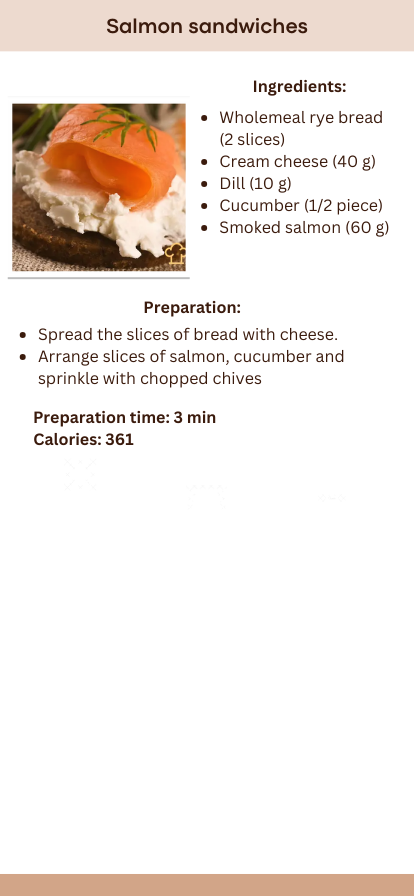 Salmon sandwiches
Ingredients:
Wholemeal rye bread
(2 slices)
Cream cheese (40 g)
Dill (10 g)
Cucumber (1/2 piece)
Smoked salmon (60 g)
Preparation:
Spread the slices of bread with cheese.
Arrange slices of salmon, cucumber and
sprinkle with chopped chives
Preparation time: 3 min
Calories: 361